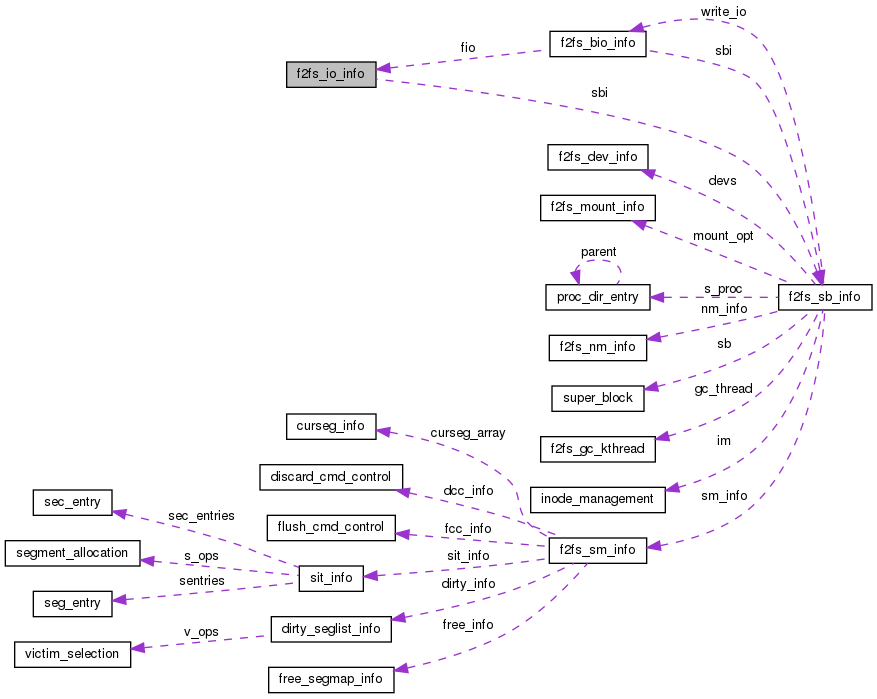 write_io
f2fs_bio_info
fio
sbi
f2fs_io_info
sbi
f2fs_dev_info
devs
f2fs_mount_info
mount_opt
parent
proc_dir_entry
s_proc
f2fs_sb_info
nm_info
f2fs_nm_info
sb
gc_thread
super_block
curseg_info
curseg_array
im
f2fs_gc_kthread
discard_cmd_control
dcc_info
inode_management
sm_info
sec_entry
sec_entries
flush_cmd_control
fcc_info
segment_allocation
s_ops
sit_info
f2fs_sm_info
sentries
sit_info
dirty_info
seg_entry
v_ops
dirty_seglist_info
free_info
victim_selection
free_segmap_info